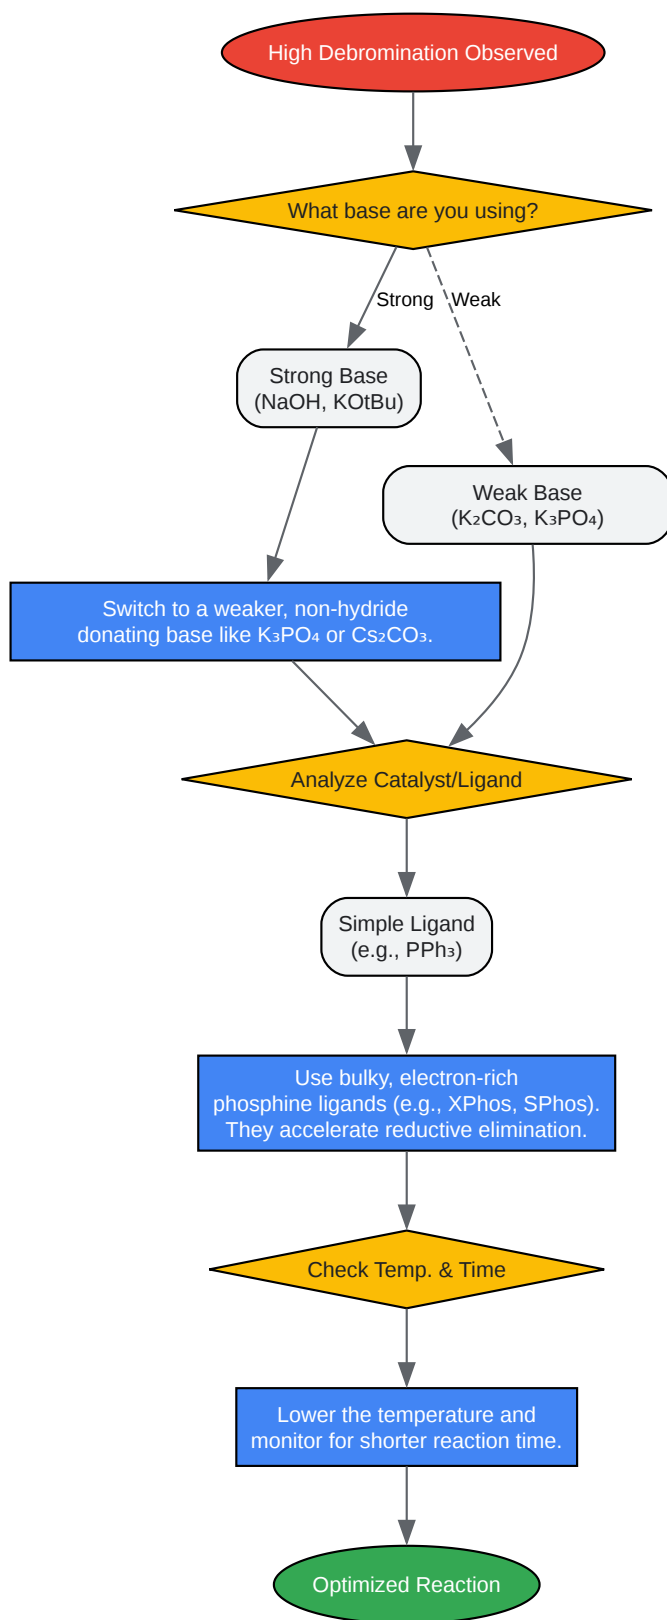 High Debromination Observed
What base are you using?
Strong
Weak
Strong Base
(NaOH, KOtBu)
Weak Base
(K₂CO₃, K₃PO₄)
Switch to a weaker, non-hydride
donating base like K₃PO₄ or Cs₂CO₃.
Analyze Catalyst/Ligand
Simple Ligand
(e.g., PPh₃)
Use bulky, electron-rich
phosphine ligands (e.g., XPhos, SPhos).
They accelerate reductive elimination.
Check Temp. & Time
Lower the temperature and
monitor for shorter reaction time.
Optimized Reaction